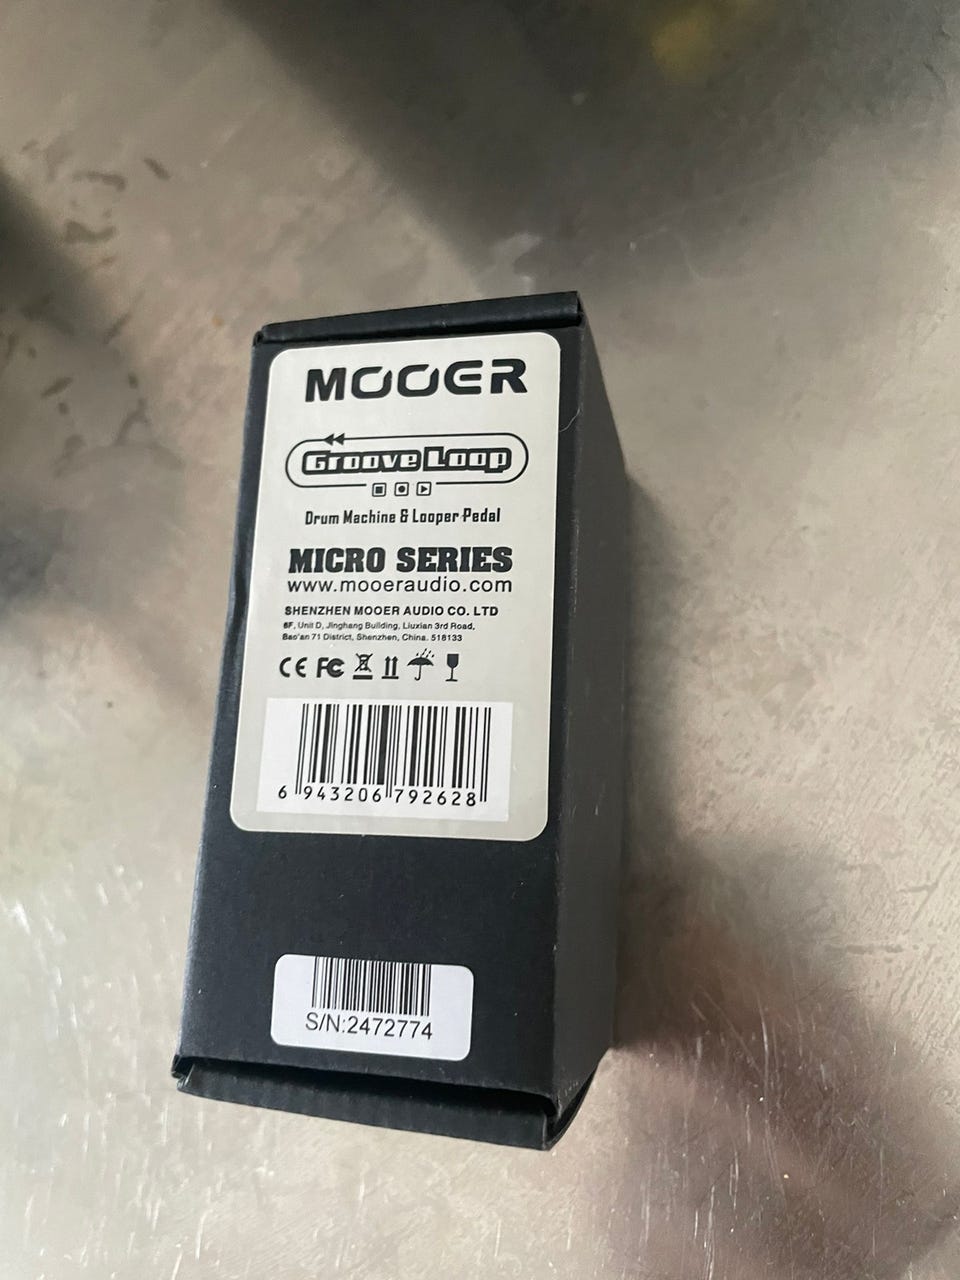 MOOER
Groove Loop
Drum Machine & Looper Pedal
MICRO SERIES
www.mooeraudio.com
SHENZHEN MOOER AUDIO CO. LTD
6F, Unit D, Jinghang Building, Liuxian 3rd Road,
Bao'an 71 District, Shenzhen, China. 518133
CE FC
6 943206 792628
S/N:2472774